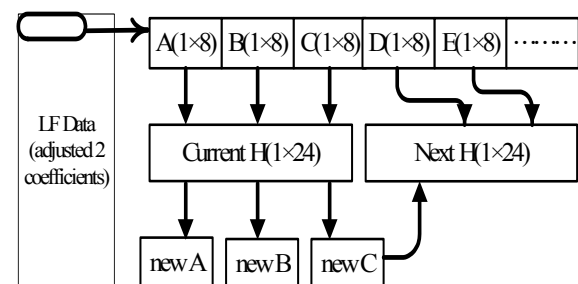 A(1×8) B(1×8) C(1×8) D(1×8) E(1×8) ………
LF Data
(adjusted 2
coefficients)
Current H(1×24) Next H(1×24)
new A new B new C